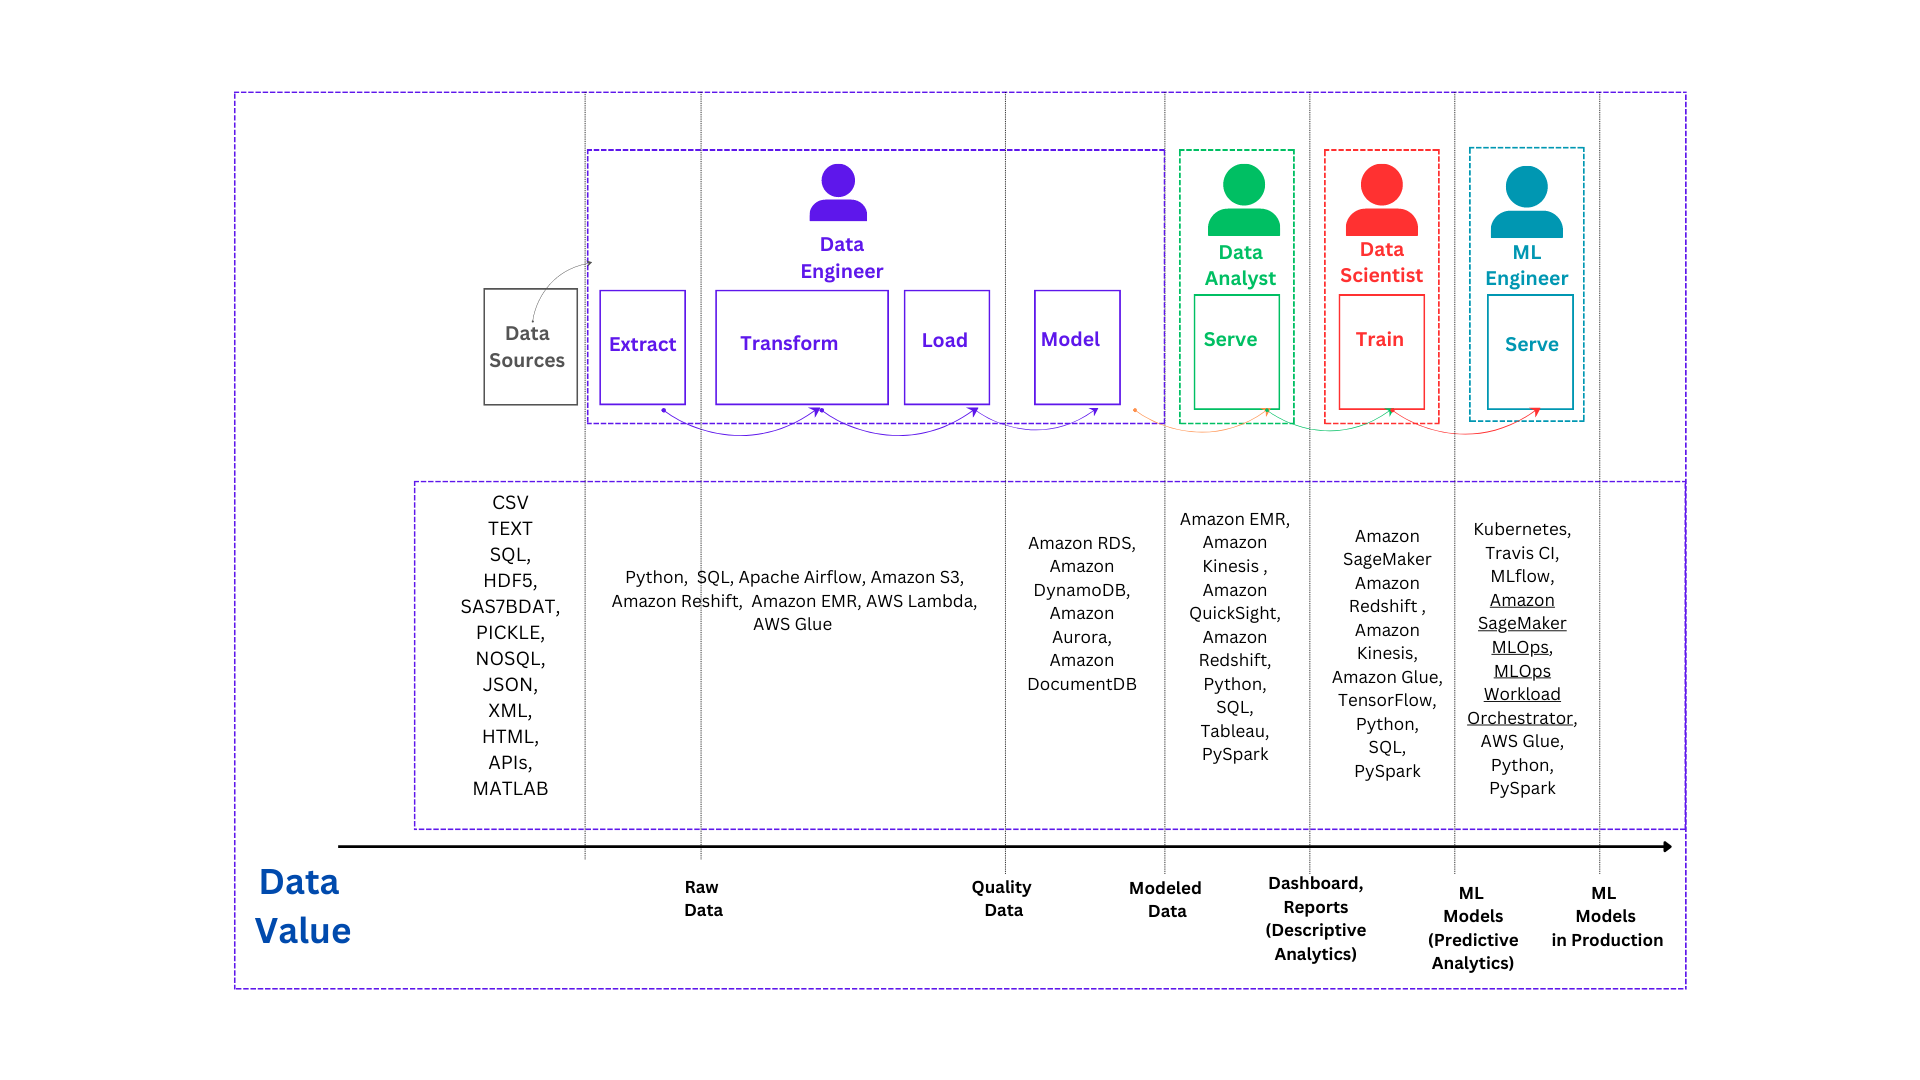 Data
Engineer
Data
Analyst
Data
Scientist
ML
Engineer
Data
Sources
Extract
Transform
Load
Model
Serve
Train
Serve
CSV
TEXT
SQL,
HDF5,
SAS7BDAT,
PICKLE,
NOSQL,
JSON,
XML,
HTML,
APIs,
MATLAB
Python,  SQL, Apache Airflow, Amazon S3,
Amazon Reshift,  Amazon EMR, AWS Lambda,
AWS Glue
Amazon RDS,
Amazon
DynamoDB,
Amazon
Aurora,
Amazon
DocumentDB
Amazon EMR,
Amazon
Kinesis ,
Amazon
QuickSight,
Amazon
Redshift,
Python,
SQL,
Tableau,
PySpark
Amazon
SageMaker
Amazon
Redshift ,
Amazon
Kinesis,
Amazon Glue,
TensorFlow,
Python,
SQL,
PySpark
Kubernetes,
Travis CI,
MLflow,
Amazon
SageMaker
MLOps,
MLOps
Workload
Orchestrator,
AWS Glue,
Python,
PySpark
Data
Value
Raw
Data
Quality
Data
Modeled
Data
Dashboard,
Reports
(Descriptive
Analytics)
ML
Models
(Predictive
Analytics)
ML
Models
in Production